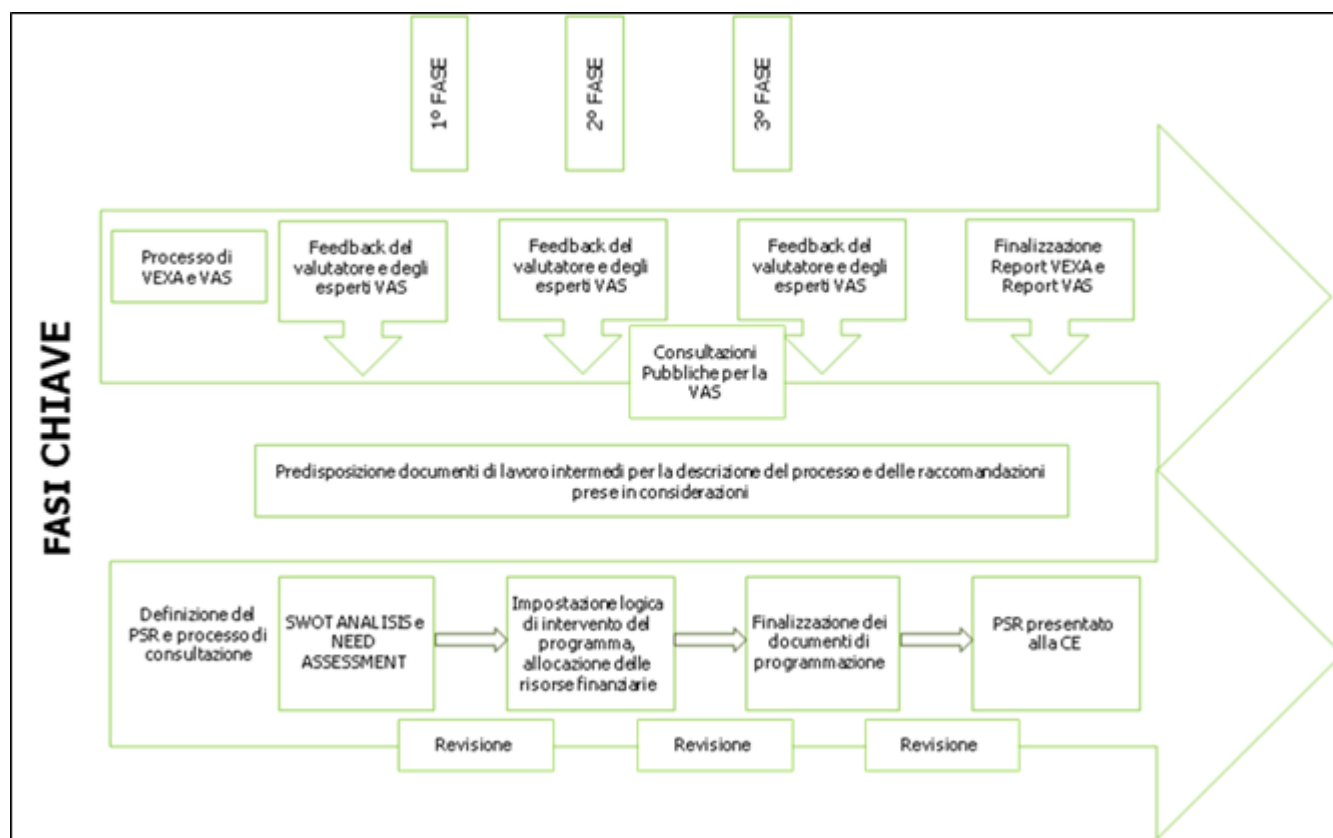 FASI CHIAVE
1° FASE
2° FASE
3° FASE
Processo di
VEXA e VAS
Feedback del
valutatore e degli
esperti VAS
Feedback del
valutatore e degli
esperti VAS
Feedback del
valutatore e degli
esperti VAS
Finalizzazione
Report VEXA e
Report VAS
Consultazioni
Pubbliche per la
VAS
Predisposizione documenti di lavoro intermedi per la descrizione del processo e delle raccomandazioni
prese in considerazioni
Definizione del
PSR e processo di
consultazione
SWOT ANALISIS e
NEED
ASSESSMENT
Impostazione logica
di intervento del
programma,
allocazione delle
risorse finanziarie
Finalizzazione dei
documenti di
programmazione
PSR presentato
alla CE
Revisione
Revisione
Revisione